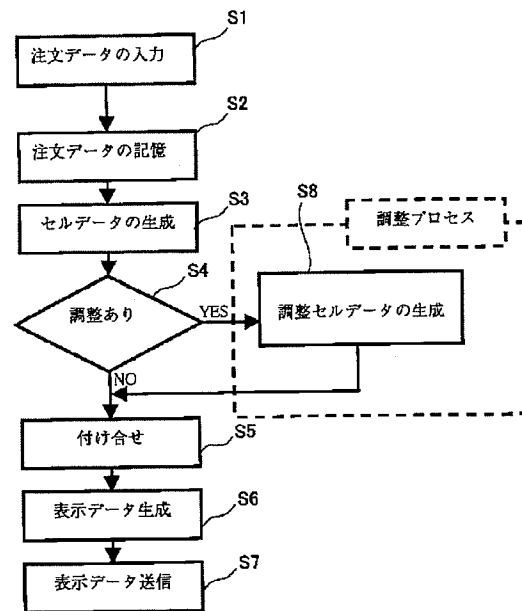 S1
注文データの入力
S2
注文データの記憶
S3
セルデータの生成
S8
調整プロセス
S4
調整あり
YES
調整セルデータの生成
NO
S5
付け合せ
S6
表示データ生成
S7
表示データ送信